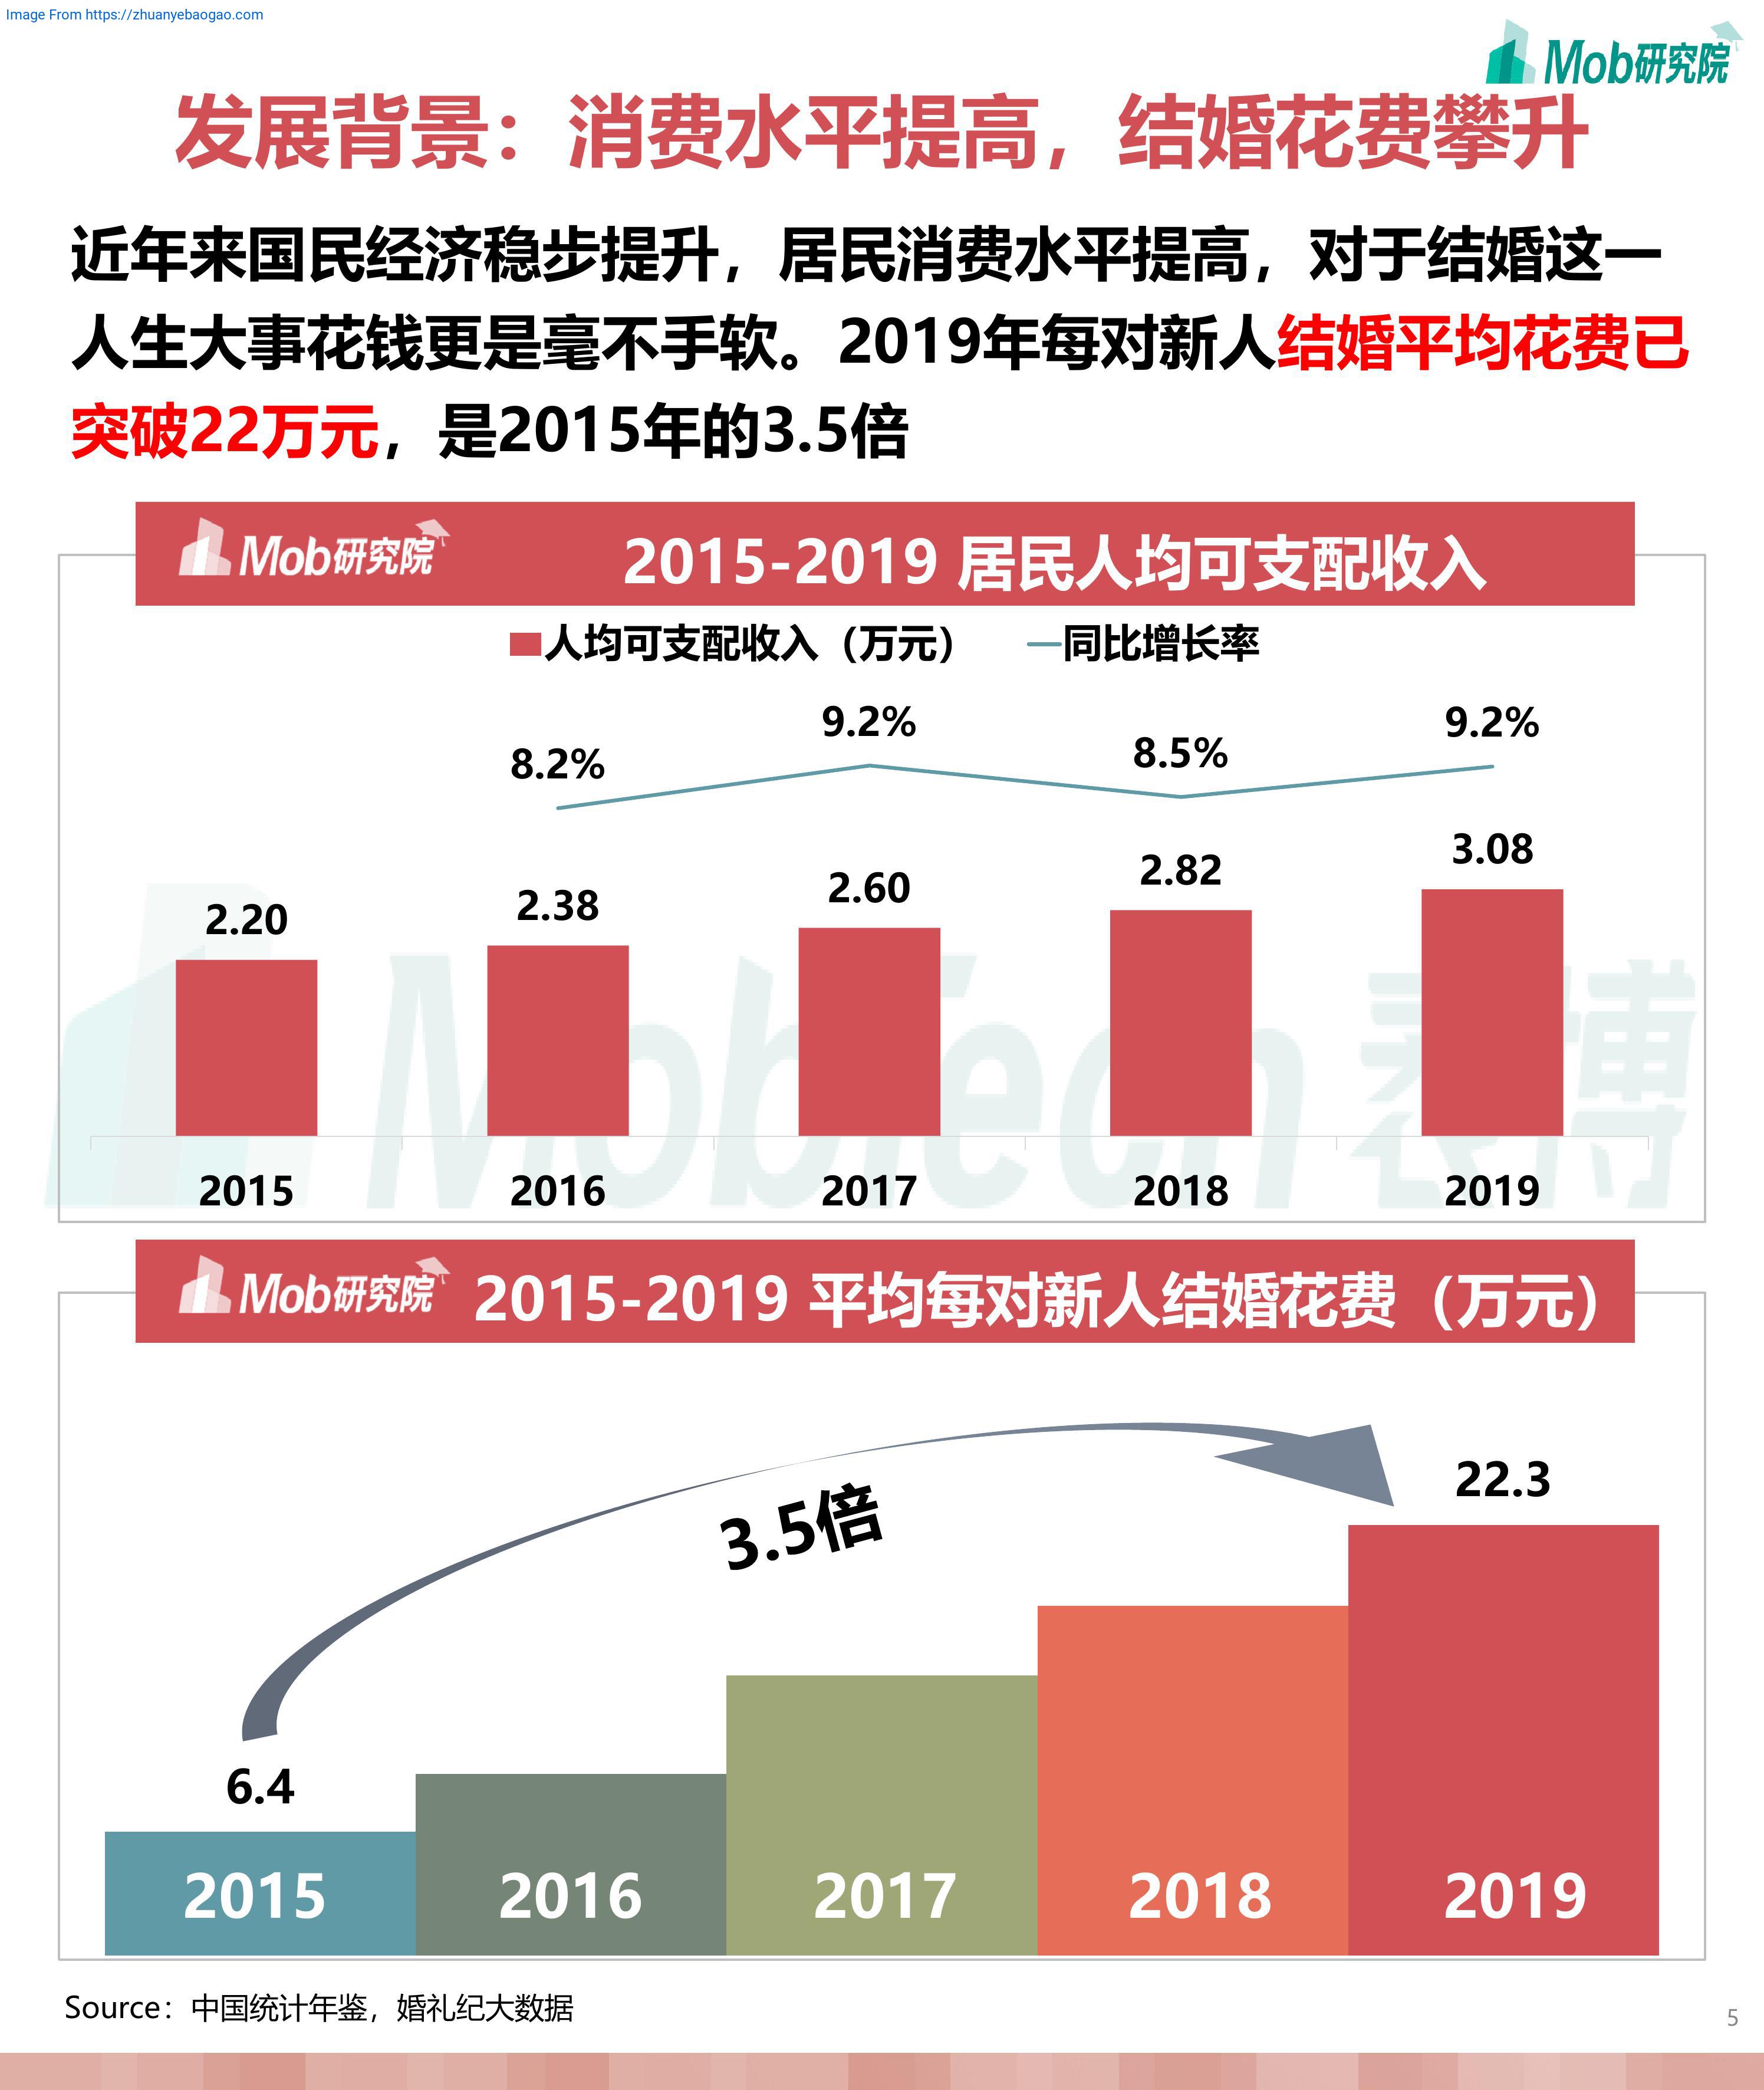 Image From https://zhuanyebaogao.com
Mob研究院
发展背景：消费水平提高，结婚花费攀升
近年来国民经济稳步提升，居民消费水平提高，对于结婚这一
人生大事花钱更是毫不手软。2019年每对新人结婚平均花费已
突破22万元，是2015年的3.5倍
Mob研究院
2015-2019 居民人均可支配收入
人均可支配收入（万元）
同比增长率
8.2%
9.2%
8.5%
9.2%
2.20
2.38
2.60
2.82
3.08
MobTech 袤博
2015
2016
2017
2018
2019
Mob研究院
2015-2019 平均每对新人结婚花费（万元）
3.5倍
6.4
22.3
2015
2016
2017
2018
2019
Source：中国统计年鉴，婚礼纪大数据
5